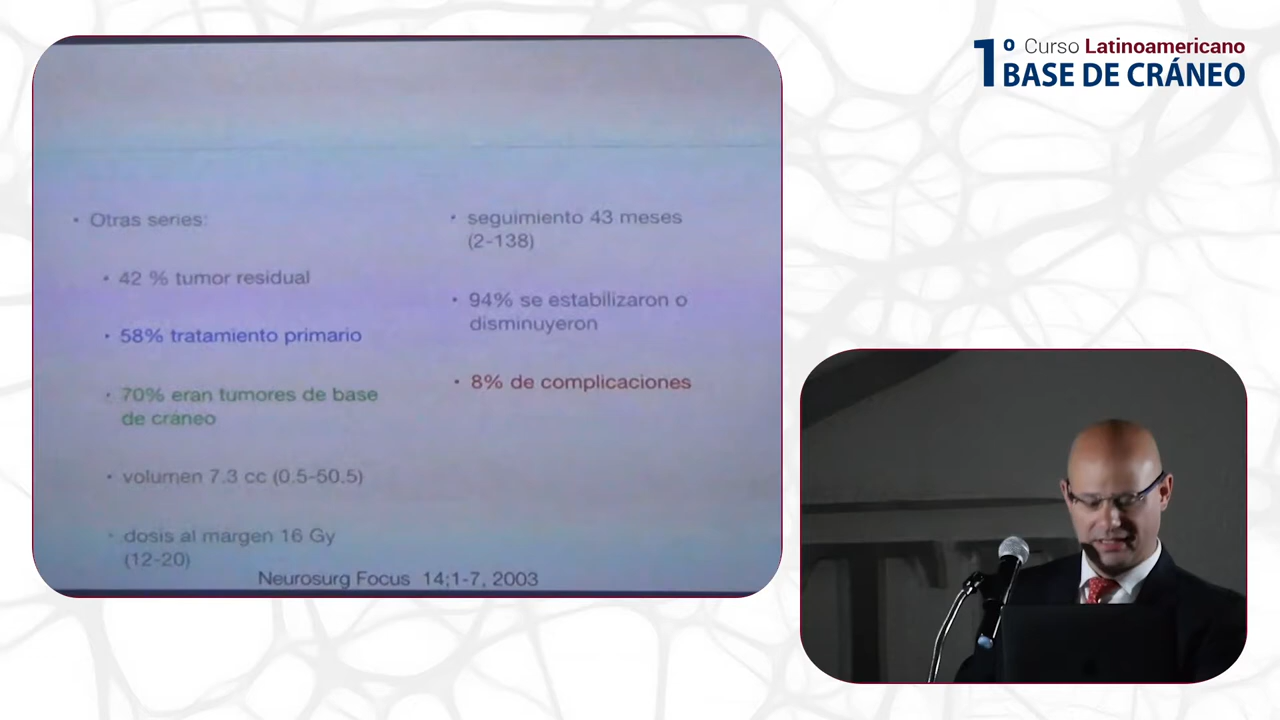 1º Curso Latinoamericano
BASE DE CRÁNEO
• Otras series:
• 42 % tumor residual
• 58% tratamiento primario
• 70% eran tumores de base
de cráneo
• volumen 7.3 cc (0.5-50.5)
• dosis al margen 16 Gy
(12-20)
• seguimiento 43 meses
(2-138)
• 94% se estabilizaron o
disminuyeron
• 8% de complicaciones
Neurosurg Focus 14;1-7, 2003